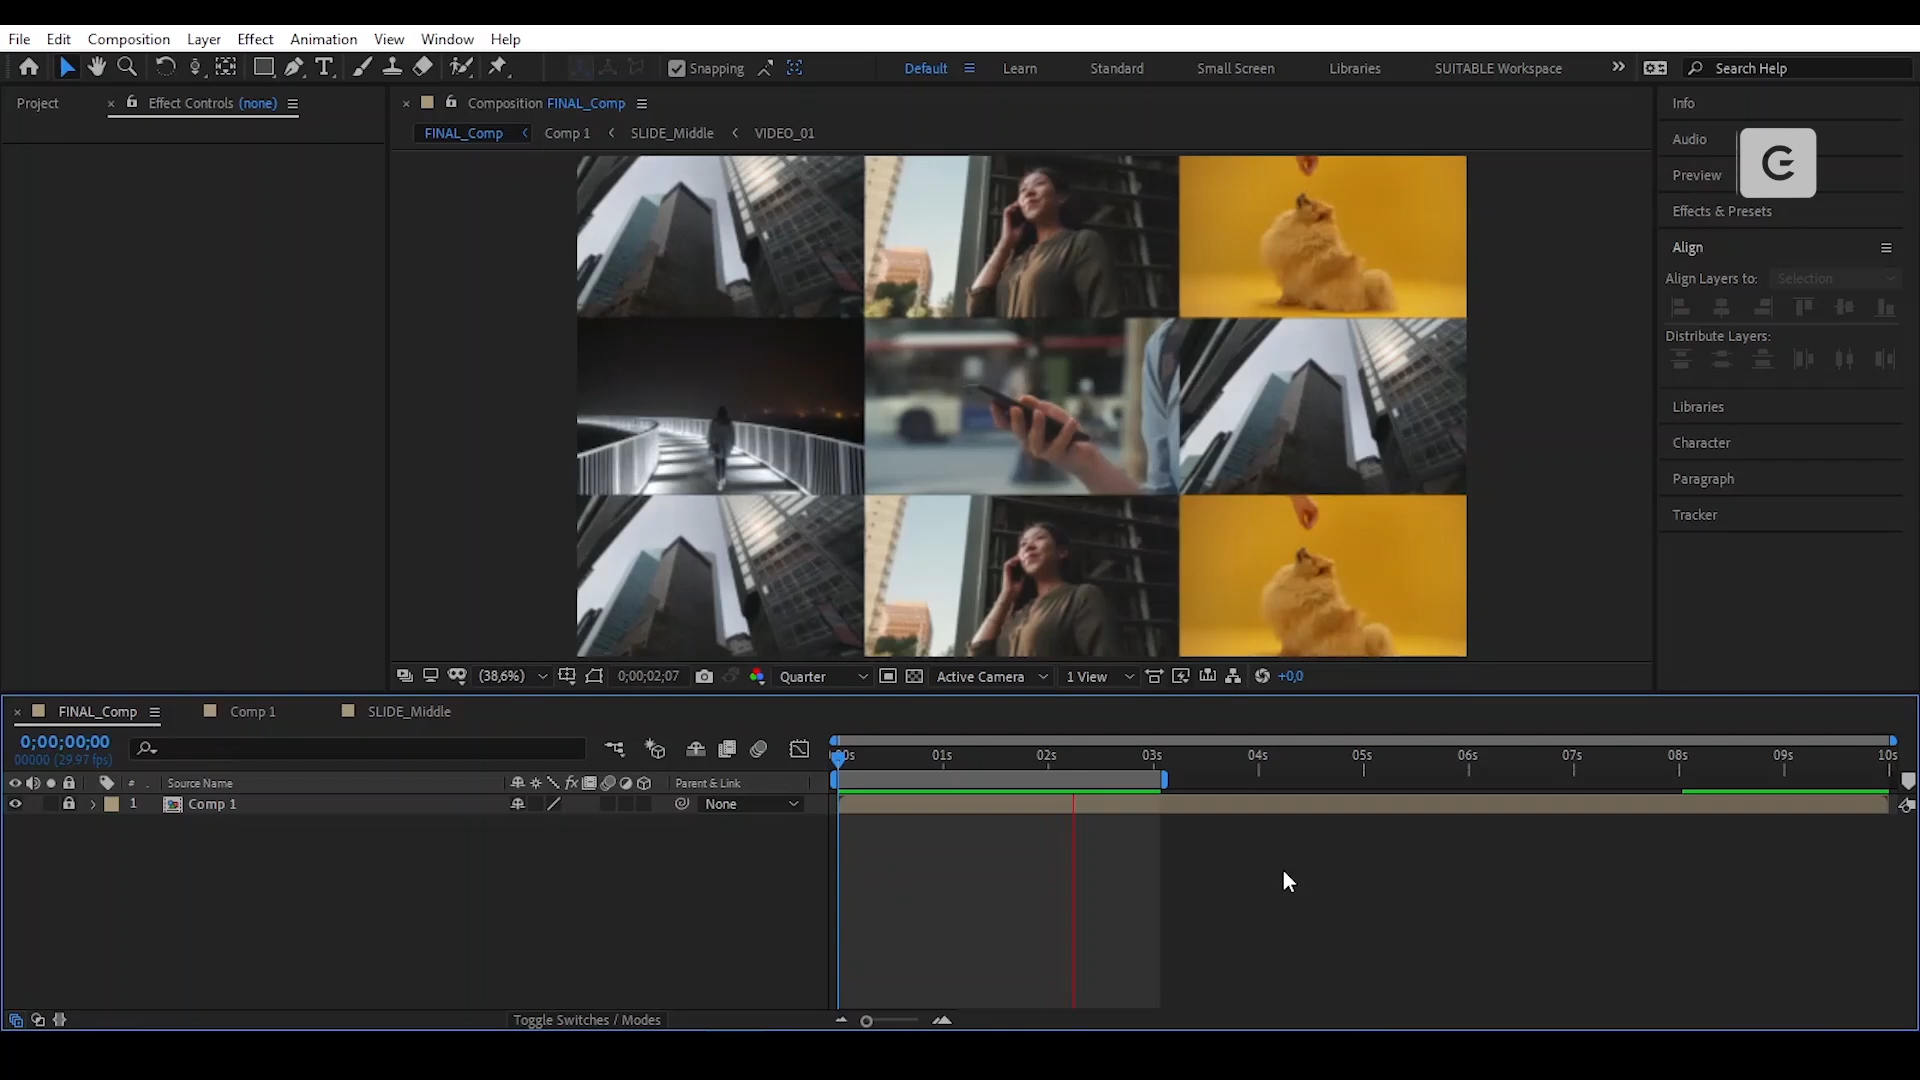 File Edit Composition Layer Effect Animation View Window Help
Snapping Default Learn Standard Small Screen Libraries SUITABLE Workspace Search Help
Project Effect Controls (none) Composition FINAL_Comp Info
FINAL_Comp Comp 1 SLIDE_Middle VIDEO_01
Audio
Preview
Effects & Presets
Align
Align Layers to: Selection
Distribute Layers:
Libraries
Character
Paragraph
Tracker
(38,6%) 0;00;02;07 Quarter Active Camera 1 View +0,0
FINAL_Comp Comp 1 SLIDE_Middle
0;00;00;00
00000 (29.97 fps)
00s 01s 02s 03s 04s 05s 06s 07s 08s 09s 10s
# Source Name fx Parent & Link
1 Comp 1 None
Toggle Switches / Modes